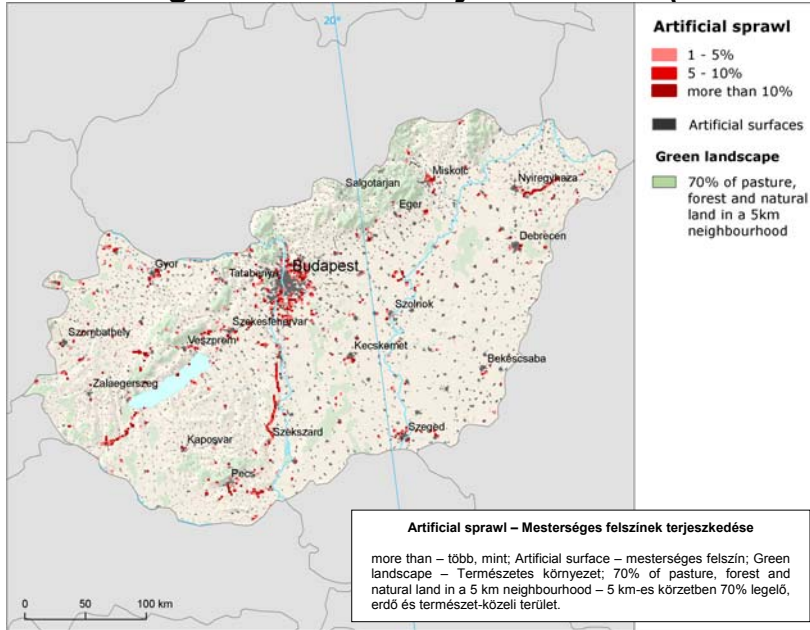 20°
Artificial sprawl
1 - 5%
5 - 10%
more than 10%
Artificial surfaces
Green landscape
70% of pasture,
forest and natural
land in a 5km
neighbourhood
Salgotarjan
Miskolc
Nyiregyhaza
Eger
Debrecen
Gyor
Tatabanya
Budapest
Szolnok
Szombathely
Szekesfehervar
Veszprem
Kecskemet
Bekescsaba
Zalaegerszeg
Kaposvar
Szekszard
Szeged
Pecs
0 50 100 km
Artificial sprawl – Mesterséges felszínek terjeszkedése
more than – több, mint; Artificial surface – mesterséges felszín; Green
landscape – Természetes környezet; 70% of pasture, forest and
natural land in a 5 km neighbourhood – 5 km-es körzetben 70% legelő,
erdő és természet-közeli terület.